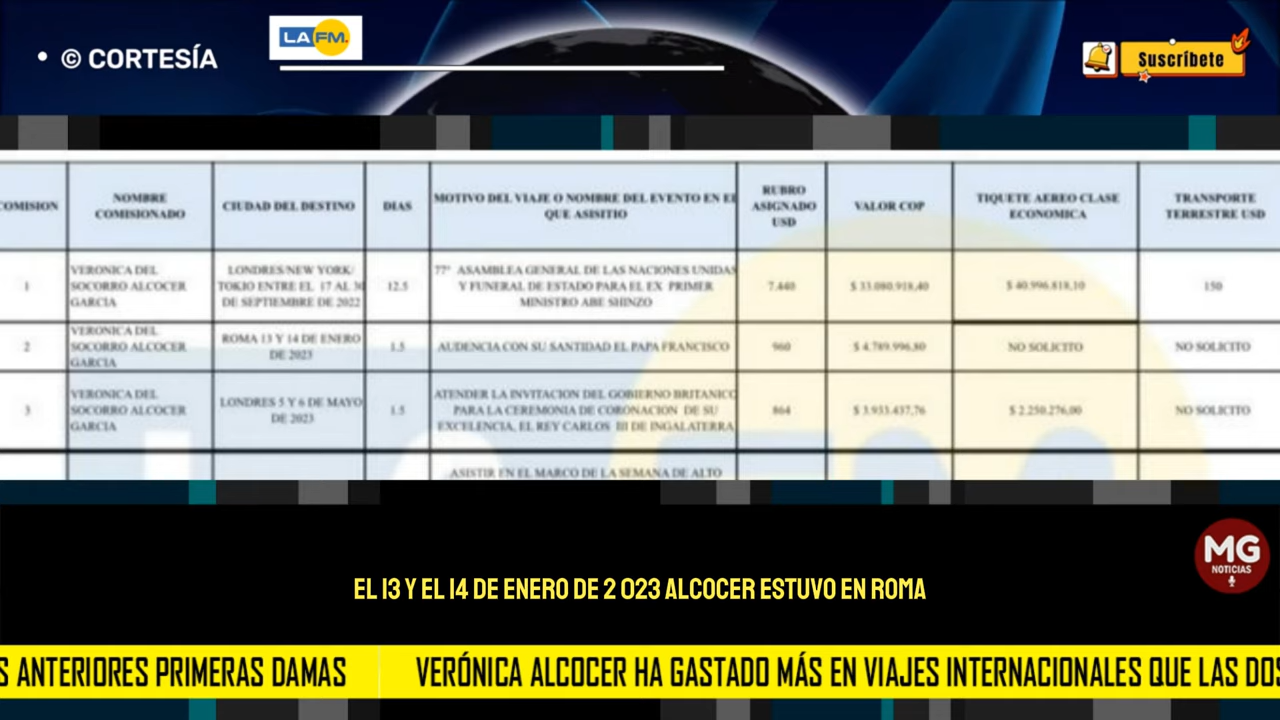 • © CORTESÍA
LA FM.
Suscríbete
COMISION
NOMBRE
COMISIONADO
CIUDAD DEL DESTINO
DIAS
MOTIVO DEL VIAJE O NOMBRE DEL EVENTO EN EL
QUE ASISITIO
RUBRO
ASIGNADO
USD
VALOR COP
TIQUETE AEREO CLASE
ECONOMICA
TRANSPORTE
TERRESTRE USD
1
VERONICA DEL
SOCORRO ALCOCER
GARCIA
LONDRES/NEW YORK/
TOKIO ENTRE EL 17 AL 30
DE SEPTIEMBRE DE 2022
12.5
77° ASAMBLEA GENERAL DE LAS NACIONES UNIDAS
Y FUNERAL DE ESTADO PARA EL EX PRIMER
MINISTRO ABE SHINZO
7.440
$ 33.080.918,40
$ 40.996.818,10
150
2
VERONICA DEL
SOCORRO ALCOCER
GARCIA
ROMA 13 Y 14 DE ENERO
DE 2023
1.5
AUDENCIA CON SU SANTIDAD EL PAPA FRANCISCO
960
$ 4.789.996,80
NO SOLICITO
NO SOLICITO
3
VERONICA DEL
SOCORRO ALCOCER
GARCIA
LONDRES 5 Y 6 DE MAYO
DE 2023
1.5
ATENDER LA INVITACION DEL GOBIERNO BRITANICO
PARA LA CEREMONIA DE CORONACION DE SU
EXCELENCIA, EL REY CARLOS III DE INGALATERRA
864
$ 3.933.437,76
$ 2.250.276,00
NO SOLICITO
ASISTIR EN EL MARCO DE LA SEMANA DE ALTO
MG
NOTICIAS
EL 13 Y EL 14 DE ENERO DE 2 023 ALCOCER ESTUVO EN ROMA
S ANTERIORES PRIMERAS DAMAS
VERÓNICA ALCOCER HA GASTADO MÁS EN VIAJES INTERNACIONALES QUE LAS DOS